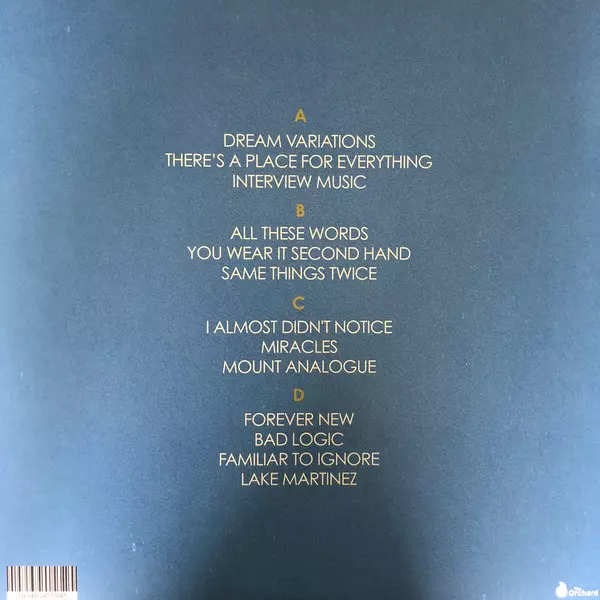 A
DREAM VARIATIONS
THERE'S A PLACE FOR EVERYTHING
INTERVIEW MUSIC
B
ALL THESE WORDS
YOU WEAR IT SECOND HAND
SAME THINGS TWICE
C
I ALMOST DIDN'T NOTICE
MIRACLES
MOUNT ANALOGUE
D
FOREVER NEW
BAD LOGIC
FAMILIAR TO IGNORE
LAKE MARTINEZ
The
Orchard